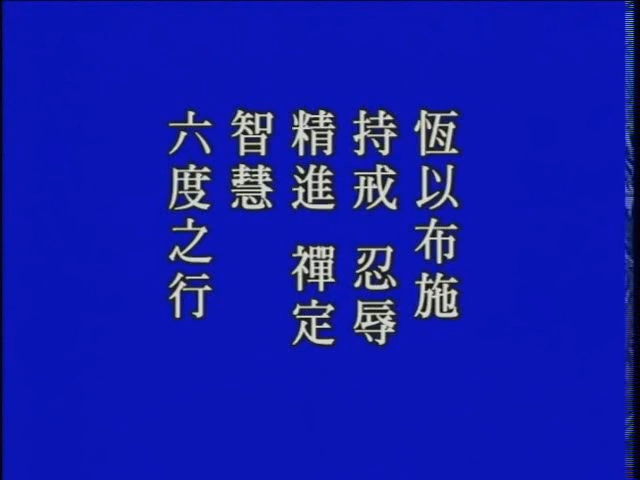 恆以布施
持戒 忍辱
精進 禪定
智慧
六度之行